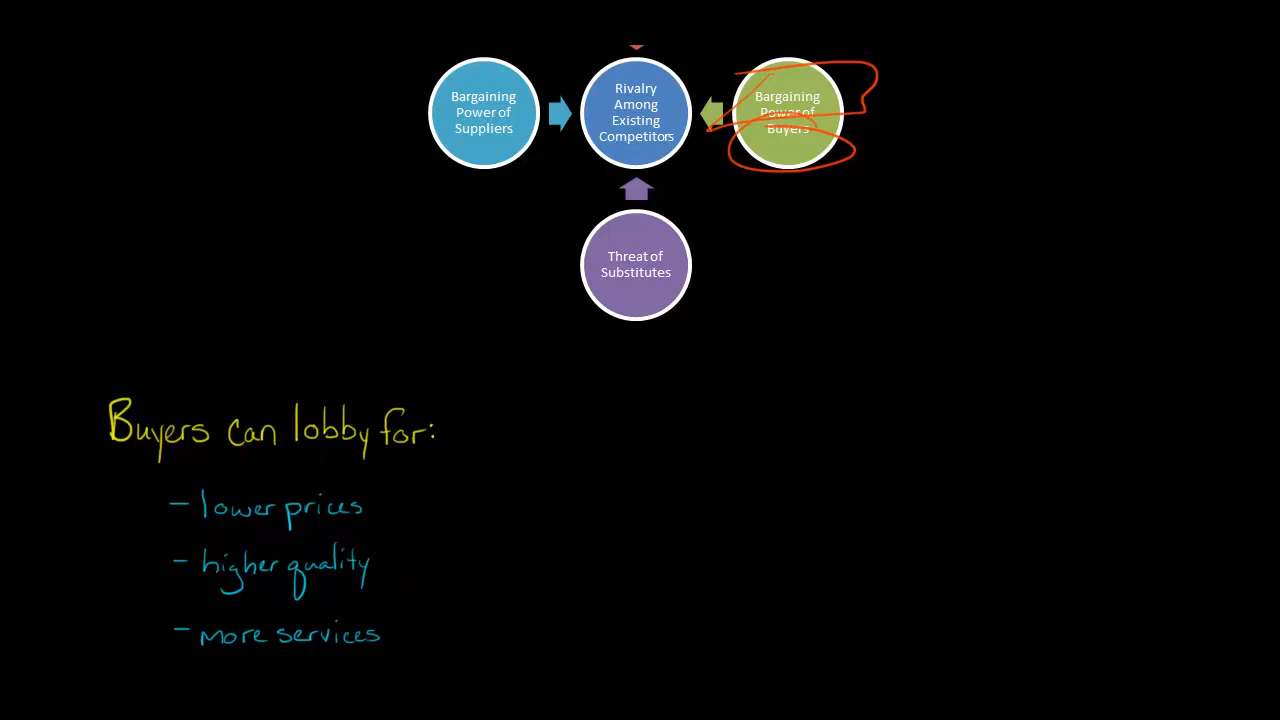 Bargaining
Power of
Suppliers
Rivalry
Among
Existing
Competitors
Bargaining
Power of
Buyers
Threat of
Substitutes
Buyers can lobby for:
- lower prices
- higher quality
- more services